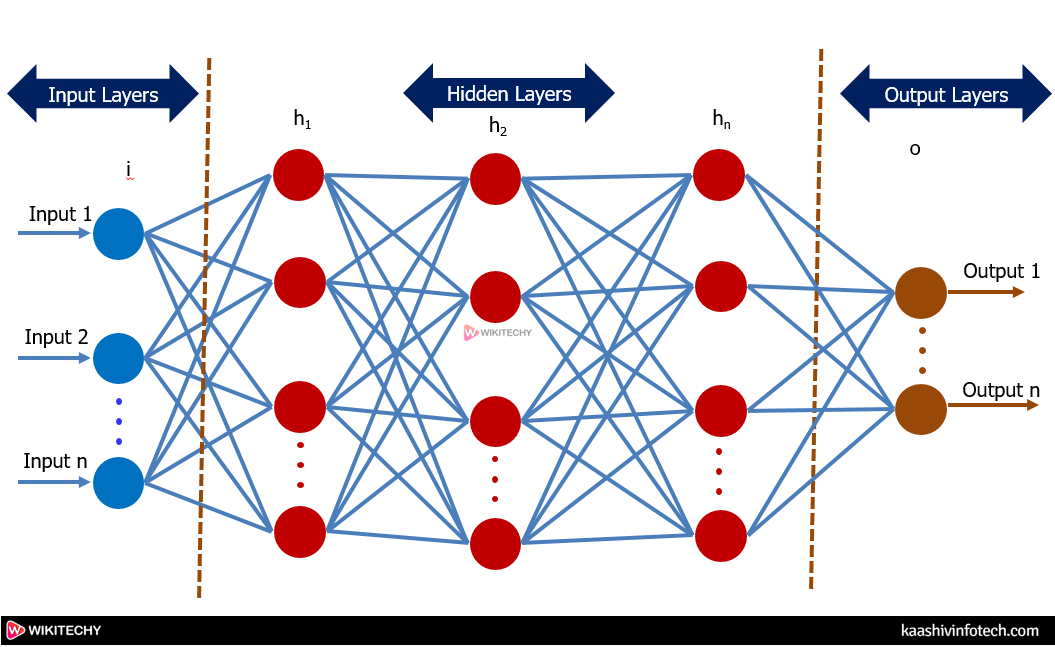 Input Layers
Hidden Layers
Output Layers
h1
h2
hn
i
o
Input 1
Input 2
Input n
Output 1
Output n
WIKITECHY
WIKITECHY
kaashivinfotech.com